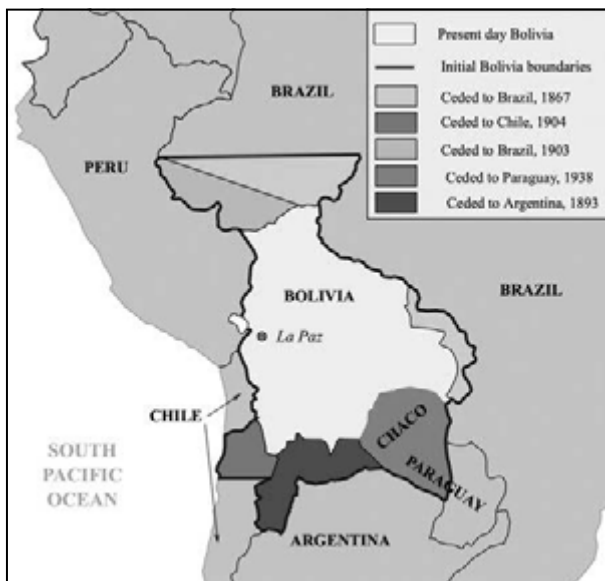 Present day Bolivia
Initial Bolivia boundaries
Ceded to Brazil, 1867
Ceded to Chile, 1904
Ceded to Brazil, 1903
Ceded to Paraguay, 1938
Ceded to Argentina, 1893
BRAZIL
PERU
BOLIVIA
BRAZIL
La Paz
CHILE
CHACO
PARAGUAY
SOUTH
PACIFIC
OCEAN
ARGENTINA